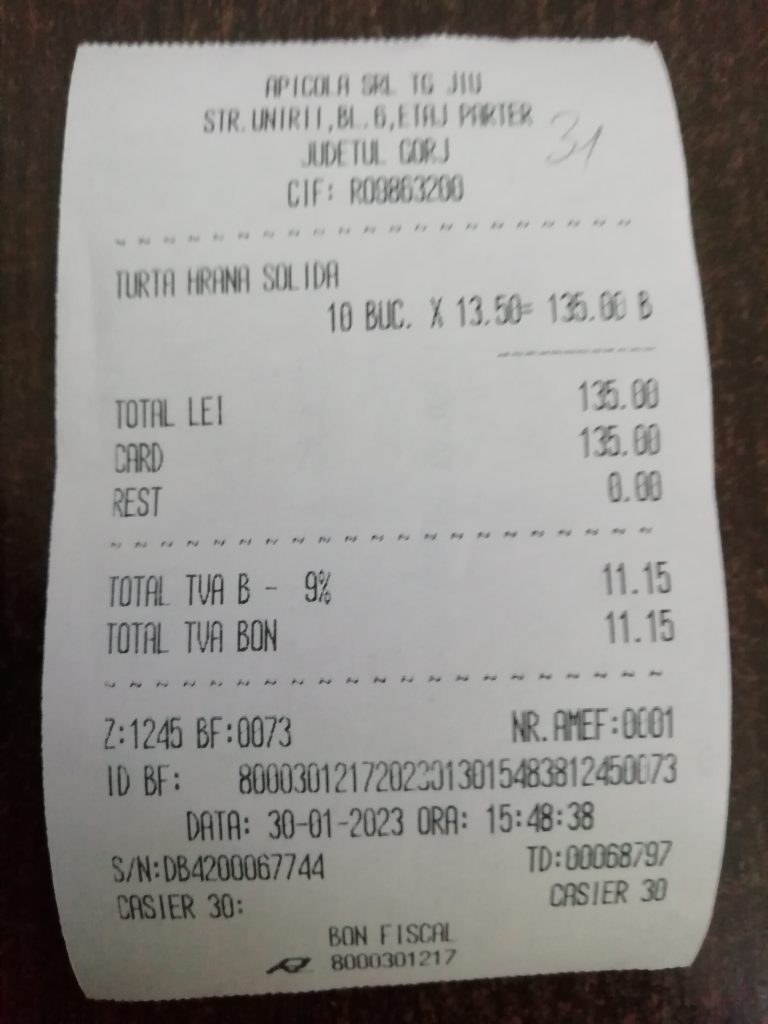 APICOLA SRL TG JIU
STR.UNIRII,BL.6,ETAJ PARTER
31
JUDETUL GORJ
CIF: RO9863200
TURTA HRANA SOLIDA
10 BUC. X 13.50= 135.00 B
TOTAL LEI 135.00
CARD 135.00
REST 0.00
TOTAL TVA B - 9% 11.15
TOTAL TVA BON 11.15
Z:1245 BF:0073 NR.AMEF:0001
ID BF: 80003012172023013015483812450073
DATA: 30-01-2023 ORA: 15:48:38
S/N:DB4200067744 TD:00068797
CASIER 30: CASIER 30
BON FISCAL
8000301217